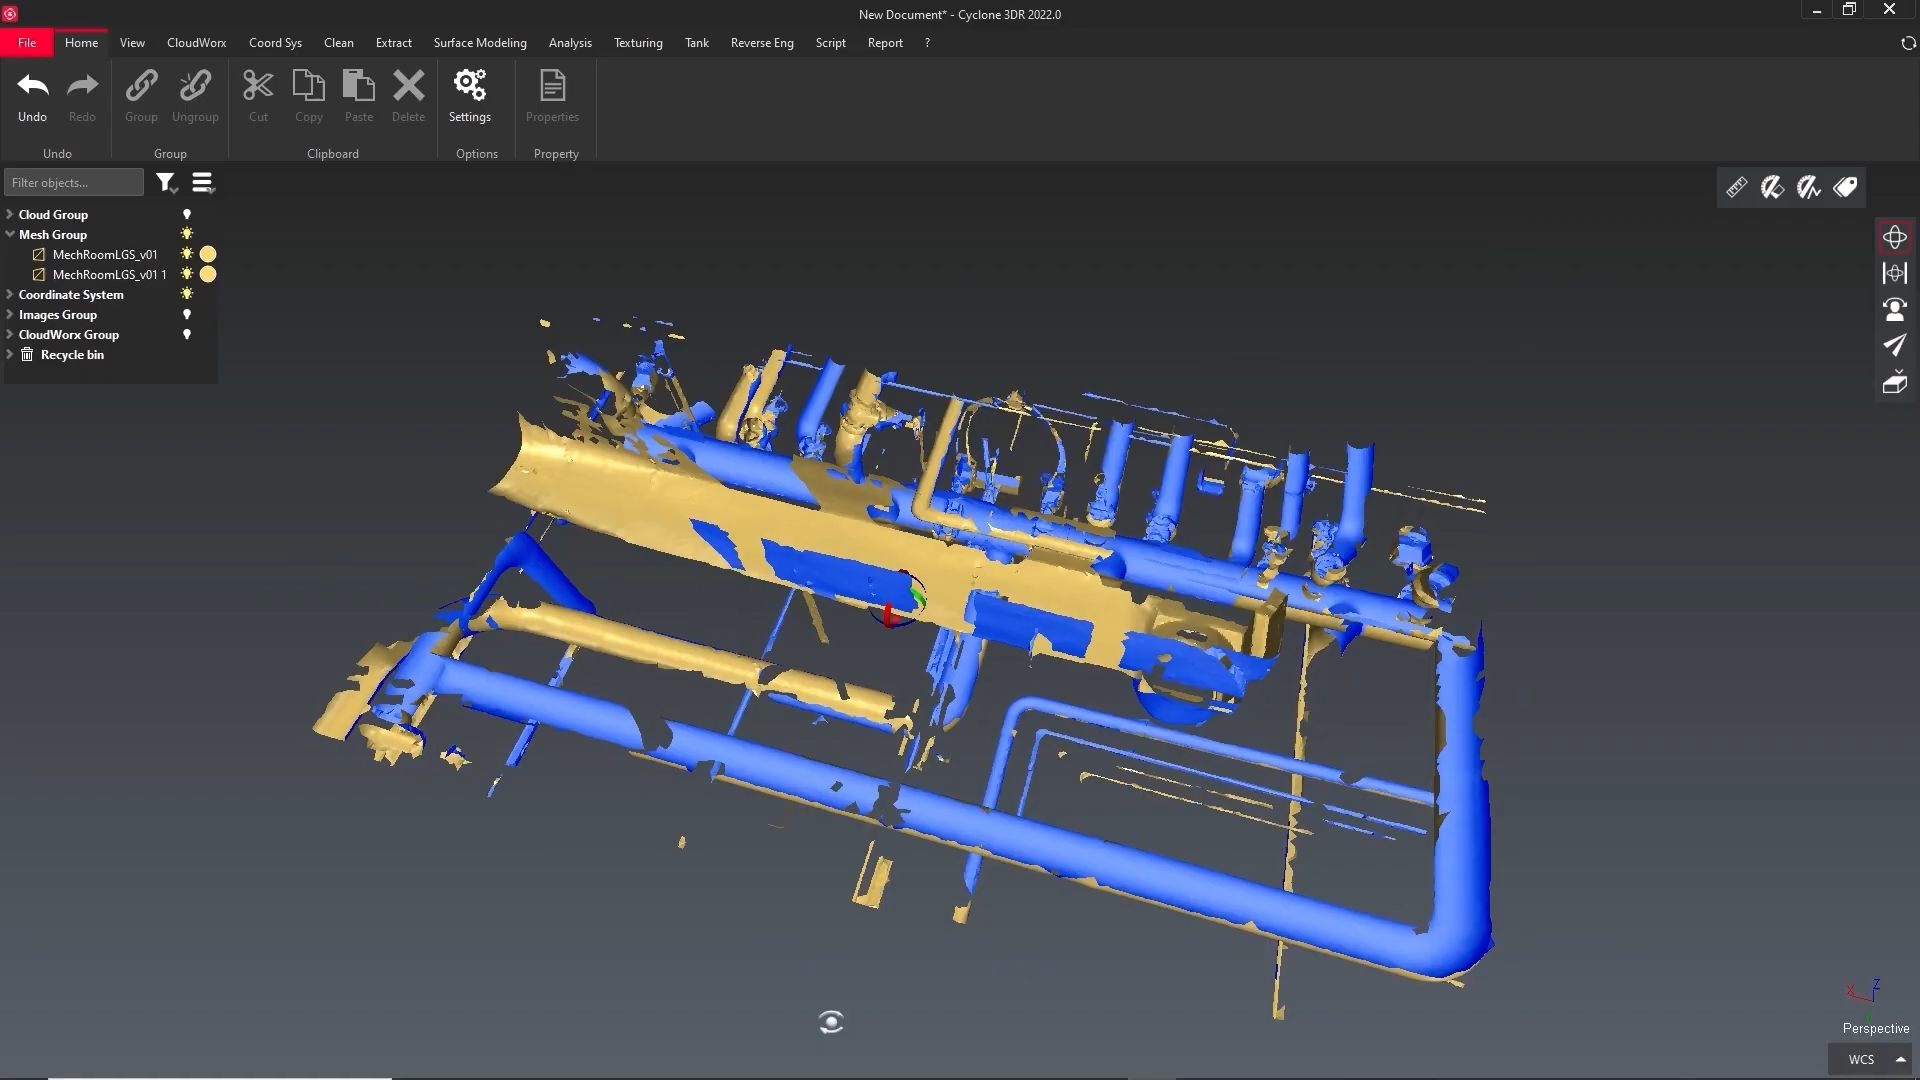 New Document* - Cyclone 3DR 2022.0
File Home View CloudWorx Coord Sys Clean Extract Surface Modeling Analysis Texturing Tank Reverse Eng Script Report ?
Undo Redo Group Ungroup Cut Copy Paste Delete Settings Properties
Undo Group Clipboard Options Property
Filter objects...
Cloud Group
Mesh Group
MechRoomLGS_v01
MechRoomLGS_v01 1
Coordinate System
Images Group
CloudWorx Group
Recycle bin
X Z
Perspective
WCS